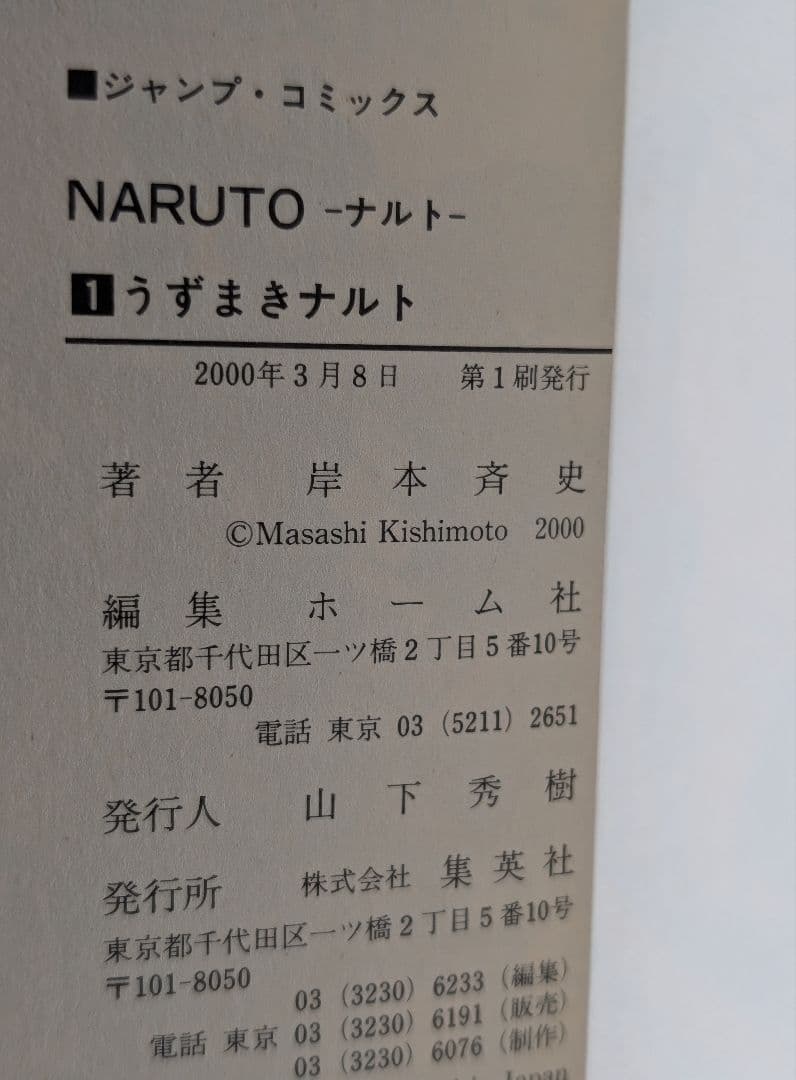 ■ジャンプ・コミックス
NARUTO -ナルト-
1 うずまきナルト
2000年3月8日 第1刷発行
著者 岸本斉史
©Masashi Kishimoto 2000
編集 ホーム社
東京都千代田区一ツ橋2丁目5番10号
〒101-8050
電話 東京 03 (5211) 2651
発行人 山下秀樹
発行所 株式会社 集英社
東京都千代田区一ツ橋2丁目5番10号
〒101-8050
03 (3230) 6233 (編集)
電話 東京 03 (3230) 6191 (販売)
03 (3230) 6076 (制作)
Japan